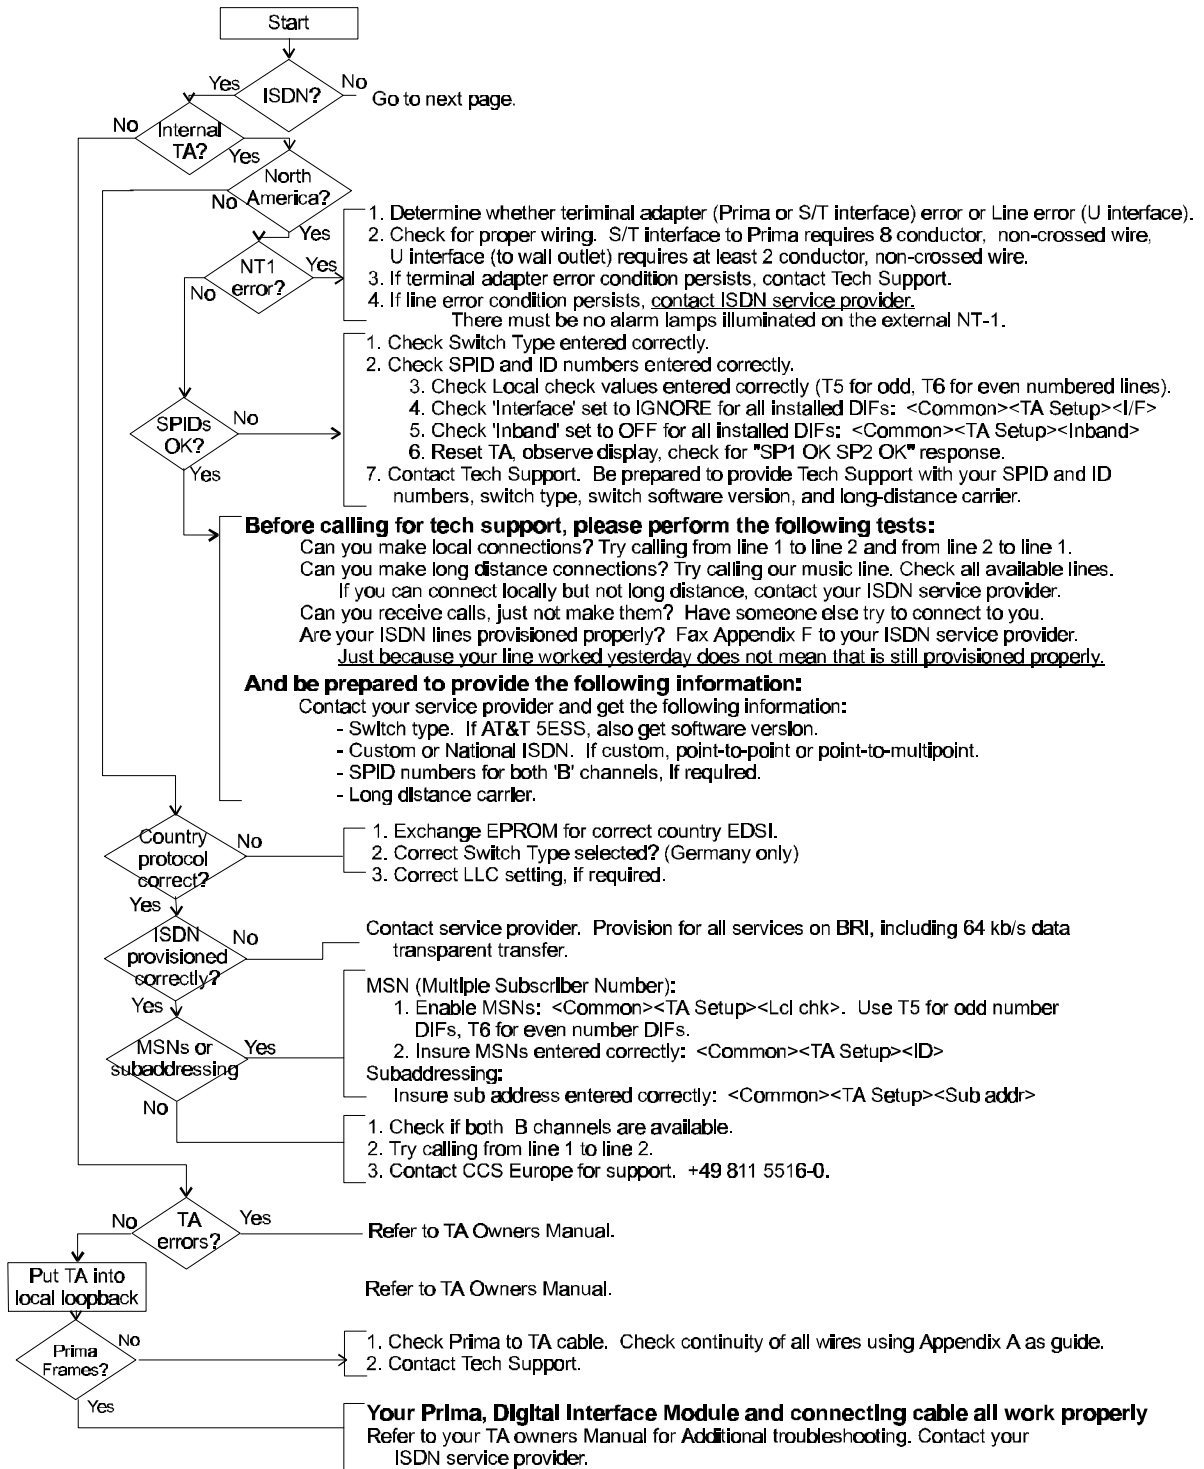 Start
ISDN?
Yes
No
Go to next page.
Internal
TA?
No
Yes
North
America?
No
Yes
NT1
error?
Yes
No
1. Determine whether teriminal adapter (Prima or S/T interface) error or Line error (U interface).
2. Check for proper wiring. S/T interface to Prima requires 8 conductor, non-crossed wire,
U interface (to wall outlet) requires at least 2 conductor, non-crossed wire.
3. If terminal adapter error condition persists, contact Tech Support.
4. If line error condition persists, contact ISDN service provider.
There must be no alarm lamps illuminated on the external NT-1.
SPIDs
OK?
No
Yes
1. Check Switch Type entered correctly.
2. Check SPID and ID numbers entered correctly.
3. Check Local check values entered correctly (T5 for odd, T6 for even numbered lines).
4. Check 'Interface' set to IGNORE for all installed DIFs: <Common><TA Setup><I/F>
5. Check 'Inband' set to OFF for all installed DIFs: <Common><TA Setup><Inband>
6. Reset TA, observe display, check for "SP1 OK SP2 OK" response.
7. Contact Tech Support. Be prepared to provide Tech Support with your SPID and ID
numbers, switch type, switch software version, and long-distance carrier.
Before calling for tech support, please perform the following tests:
Can you make local connections? Try calling from line 1 to line 2 and from line 2 to line 1.
Can you make long distance connections? Try calling our music line. Check all available lines.
If you can connect locally but not long distance, contact your ISDN service provider.
Can you receive calls, just not make them? Have someone else try to connect to you.
Are your ISDN lines provisioned properly? Fax Appendix F to your ISDN service provider.
Just because your line worked yesterday does not mean that is still provisioned properly.
And be prepared to provide the following information:
Contact your service provider and get the following information:
- Switch type. If AT&T 5ESS, also get software version.
- Custom or National ISDN. If custom, point-to-point or point-to-multipoint.
- SPID numbers for both 'B' channels, if required.
- Long distance carrier.
Country
protocol
correct?
No
Yes
1. Exchange EPROM for correct country EDSI.
2. Correct Switch Type selected? (Germany only)
3. Correct LLC setting, if required.
ISDN
provisioned
correctly?
No
Yes
Contact service provider. Provision for all services on BRI, including 64 kb/s data
transparent transfer.
MSNs or
subaddressing
Yes
No
MSN (Multiple Subscriber Number):
1. Enable MSNs: <Common><TA Setup><Lcl chk>. Use T5 for odd number
DIFs, T6 for even number DIFs.
2. Insure MSNs entered correctly: <Common><TA Setup><ID>
Subaddressing:
Insure sub address entered correctly: <Common><TA Setup><Sub addr>
1. Check if both B channels are available.
2. Try calling from line 1 to line 2.
3. Contact CCS Europe for support. +49 811 5516-0.
TA
errors?
No
Yes
Refer to TA Owners Manual.
Put TA into
local loopback
Refer to TA Owners Manual.
Prima
Frames?
No
Yes
1. Check Prima to TA cable. Check continuity of all wires using Appendix A as guide.
2. Contact Tech Support.
Your Prima, Digital Interface Module and connecting cable all work properly
Refer to your TA owners Manual for Additional troubleshooting. Contact your
ISDN service provider.